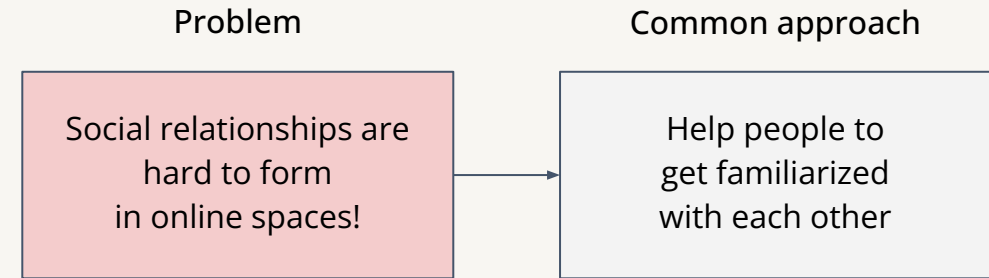 Problem
Social relationships are
hard to form
in online spaces!
Common approach
Help people to
get familiarized
with each other